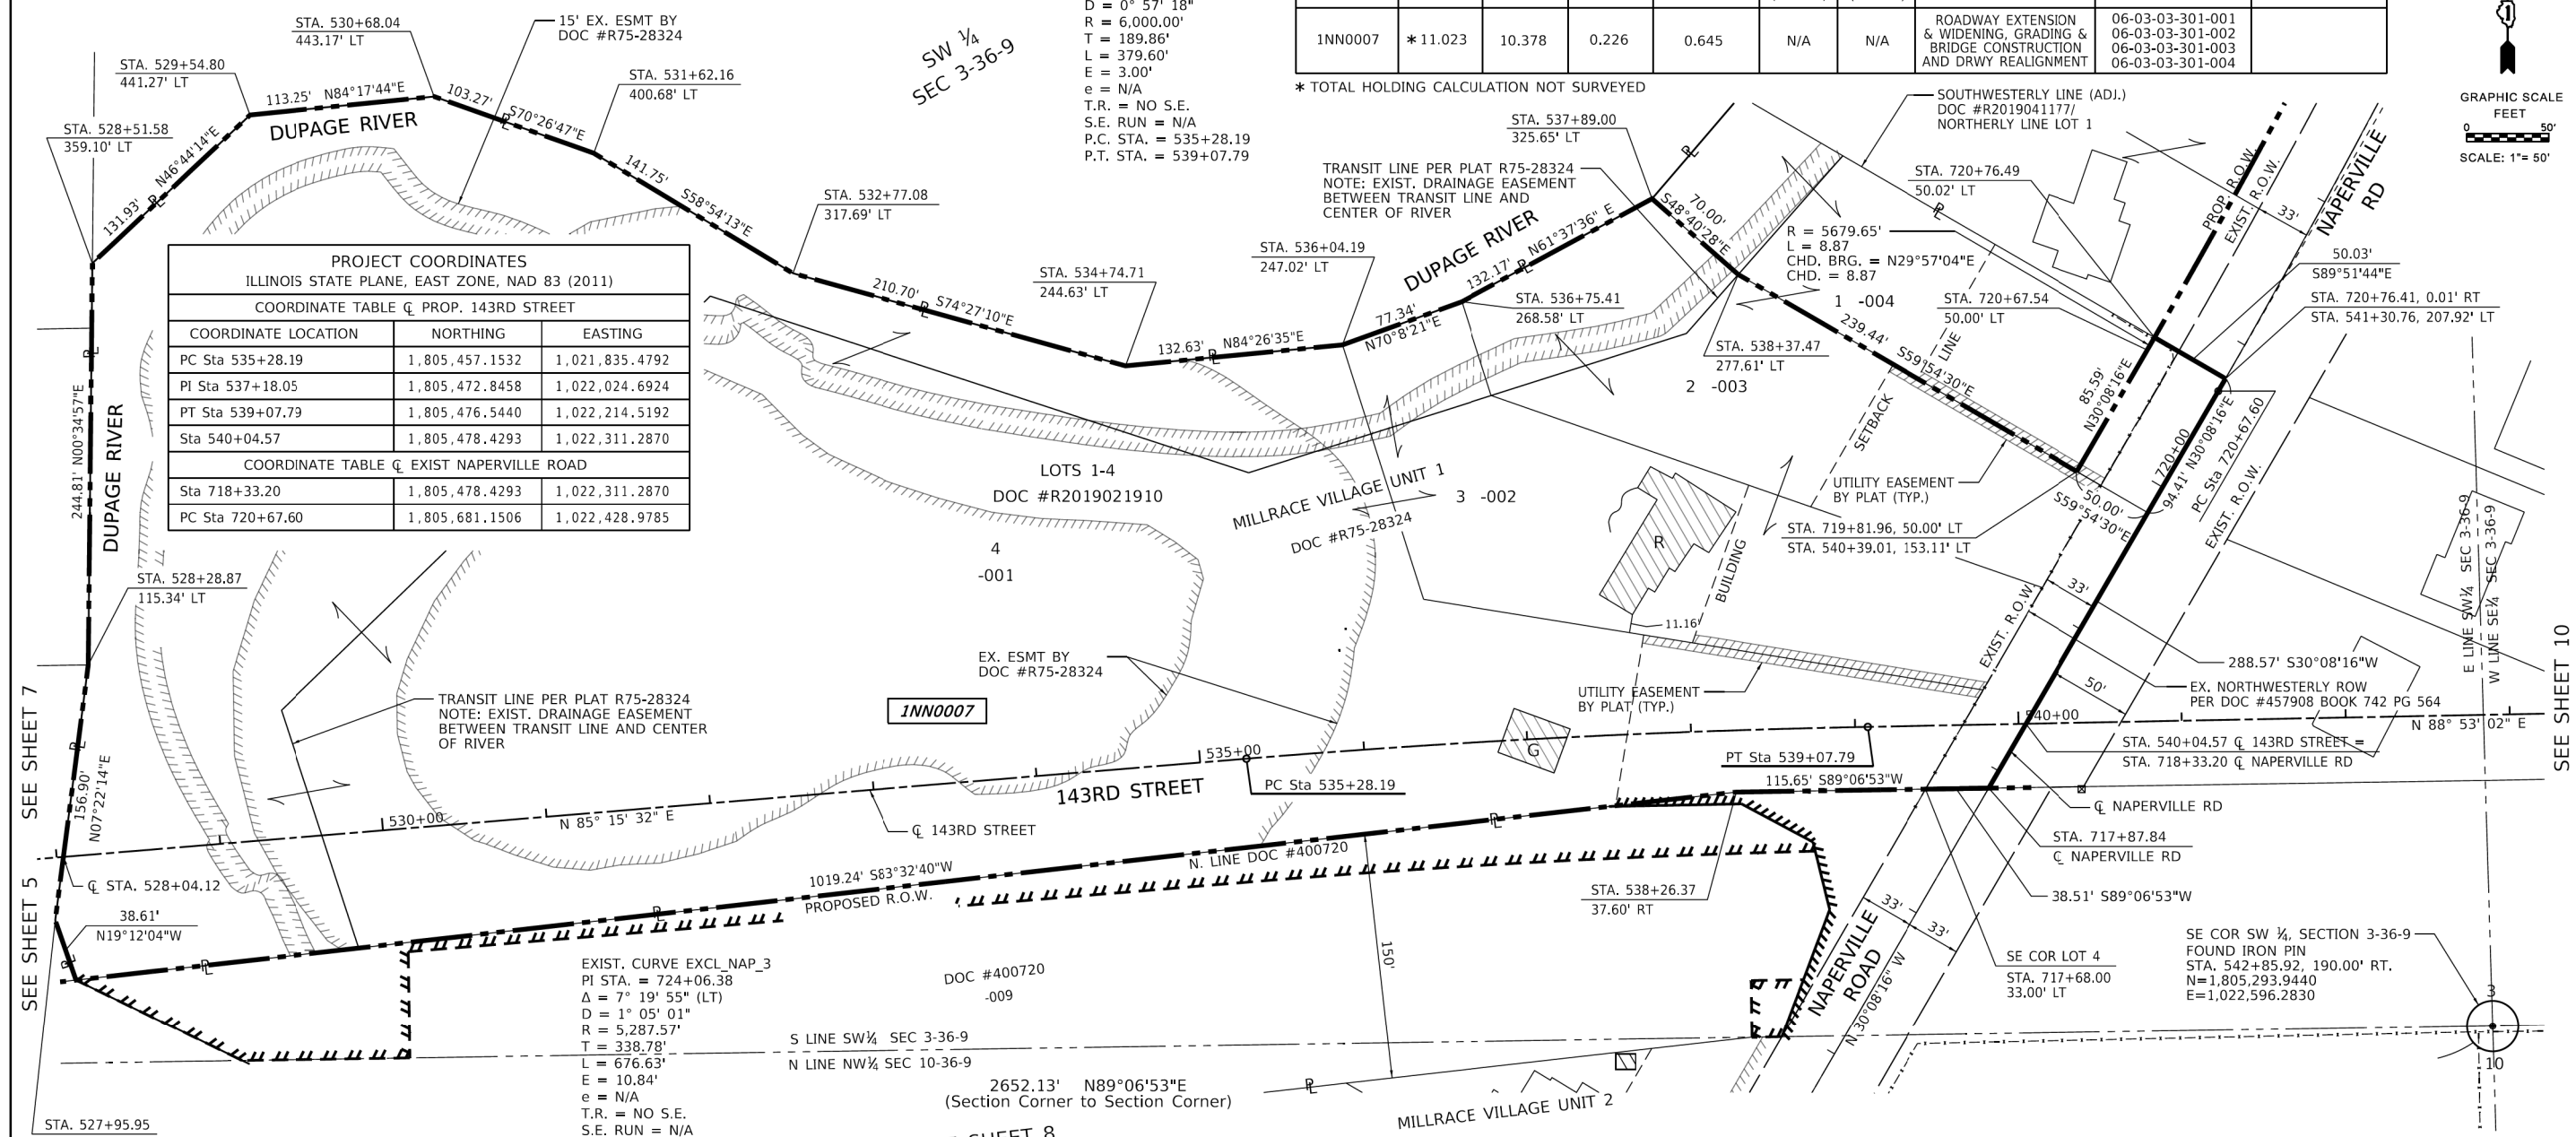 D = 0° 57' 18"
R = 6,000.00'
T = 189.86'
L = 379.60'
E = 3.00'
e = N/A
T.R. = NO S.E.
S.E. RUN = N/A
P.C. STA. = 535+28.19
P.T. STA. = 539+07.79
1NN0007 * 11.023 10.378 0.226 0.645 N/A N/A
ROADWAY EXTENSION
& WIDENING, GRADING &
BRIDGE CONSTRUCTION
AND DRWY REALIGNMENT
06-03-03-301-001
06-03-03-301-002
06-03-03-301-003
06-03-03-301-004
* TOTAL HOLDING CALCULATION NOT SURVEYED
GRAPHIC SCALE
FEET
0 50'
SCALE: 1"= 50'
SW ¼
SEC 3-36-9
STA. 530+68.04
443.17' LT
15' EX. ESMT BY
DOC #R75-28324
STA. 529+54.80
441.27' LT
STA. 531+62.16
400.68' LT
STA. 528+51.58
359.10' LT
113.25' N84°17'44"E
103.27' S70°26'47"E
DUPAGE RIVER
131.93' N46°44'14"E
141.75' S58°54'13"E
STA. 532+77.08
317.69' LT
210.70' S74°27'10"E
STA. 534+74.71
244.63' LT
132.63' N84°26'35"E
STA. 536+04.19
247.02' LT
77.34'
N70°8'21"E
STA. 536+75.41
268.58' LT
DUPAGE RIVER
132.17' N61°37'36" E
STA. 537+89.00
325.65' LT
TRANSIT LINE PER PLAT R75-28324
NOTE: EXIST. DRAINAGE EASEMENT
BETWEEN TRANSIT LINE AND
CENTER OF RIVER
70.00'
S48°40'28"E
SOUTHWESTERLY LINE (ADJ.)
DOC #R2019041177/
NORTHERLY LINE LOT 1
STA. 720+76.49
50.02' LT
R = 5679.65'
L = 8.87
CHD. BRG. = N29°57'04"E
CHD. = 8.87
1 -004
STA. 720+67.54
50.00' LT
STA. 538+37.47
277.61' LT
2 -003
239.44' S59°54'30"E
PROP. R.O.W.
EXIST. R.O.W.
33'
NAPERVILLE
RD
50.03'
S89°51'44"E
STA. 720+76.41, 0.01' RT
STA. 541+30.76, 207.92' LT
85.59'
N30°08'16"E
720+00
94.41' N30°08'16"E
PC Sta 720+67.60
EXIST. R.O.W.
50.00'
S59°54'30"E
BUILDING SETBACK LINE
UTILITY EASEMENT
BY PLAT (TYP.)
STA. 719+81.96, 50.00' LT
STA. 540+39.01, 153.11' LT
PROJECT COORDINATES
ILLINOIS STATE PLANE, EAST ZONE, NAD 83 (2011)
COORDINATE TABLE ℄ PROP. 143RD STREET
COORDINATE LOCATION NORTHING EASTING
PC Sta 535+28.19 1,805,457.1532 1,021,835.4792
PI Sta 537+18.05 1,805,472.8458 1,022,024.6924
PT Sta 539+07.79 1,805,476.5440 1,022,214.5192
Sta 540+04.57 1,805,478.4293 1,022,311.2870
COORDINATE TABLE ℄ EXIST NAPERVILLE ROAD
Sta 718+33.20 1,805,478.4293 1,022,311.2870
PC Sta 720+67.60 1,805,681.1506 1,022,428.9785
244.81' N00°34'57"E
DUPAGE RIVER
STA. 528+28.87
115.34' LT
LOTS 1-4
DOC #R2019021910
4
-001
MILLRACE VILLAGE UNIT 1
DOC #R75-28324
3 -002
R
11.16'
EXIST. R.O.W.
33'
E LINE SW¼ SEC 3-36-9
W LINE SE¼ SEC 3-36-9
288.57' S30°08'16"W
EX. NORTHWESTERLY ROW
PER DOC #457908 BOOK 742 PG 564
50'
TRANSIT LINE PER PLAT R75-28324
NOTE: EXIST. DRAINAGE EASEMENT
BETWEEN TRANSIT LINE AND CENTER
OF RIVER
EX. ESMT BY
DOC #R75-28324
1NN0007
UTILITY EASEMENT
BY PLAT (TYP.)
G
540+00
N 88° 53' 02" E
STA. 540+04.57 ℄ 143RD STREET =
STA. 718+33.20 ℄ NAPERVILLE RD
SEE SHEET 7
SEE SHEET 5
SEE SHEET 10
156.90'
N07°22'14"E
530+00
N 85° 15' 32" E
℄ 143RD STREET
535+00
143RD STREET
PC Sta 535+28.19
PT Sta 539+07.79
115.65' S89°06'53"W
℄ NAPERVILLE RD
STA. 717+87.84
℄ NAPERVILLE RD
℄ STA. 528+04.12
38.61'
N19°12'04"W
1019.24' S83°32'40"W
PROPOSED R.O.W.
N. LINE DOC #400720
STA. 538+26.37
37.60' RT
38.51' S89°06'53"W
33'
33'
NAPERVILLE
ROAD
N 30°08'16" W
SE COR LOT 4
STA. 717+68.00
33.00' LT
SE COR SW ¼, SECTION 3-36-9
FOUND IRON PIN
STA. 542+85.92, 190.00' RT.
N=1,805,293.9440
E=1,022,596.2830
3
10
150'
DOC #400720
-009
EXIST. CURVE EXCL_NAP_3
PI STA. = 724+06.38
Δ = 7° 19' 55" (LT)
D = 1° 05' 01"
R = 5,287.57'
T = 338.78'
L = 676.63'
E = 10.84'
e = N/A
T.R. = NO S.E.
S.E. RUN = N/A
S LINE SW¼ SEC 3-36-9
N LINE NW¼ SEC 10-36-9
2652.13' N89°06'53"E
(Section Corner to Section Corner)
MILLRACE VILLAGE UNIT 2
STA. 527+95.95
SHEET 8